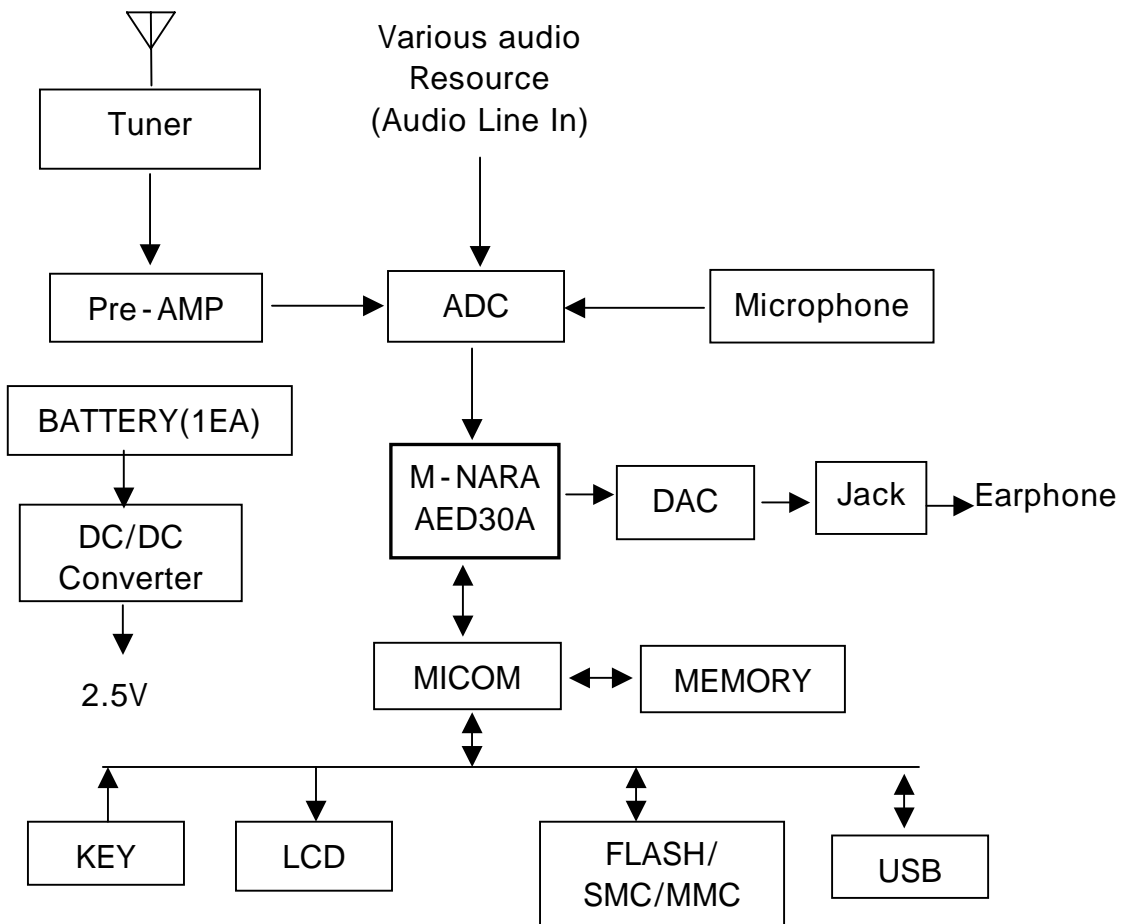 Various audio
Resource
(Audio Line In)
Tuner
Pre-AMP
ADC
Microphone
BATTERY(1EA)
M-NARA
AED30A
DAC
Jack
Earphone
DC/DC
Converter
2.5V
MICOM
MEMORY
KEY
LCD
FLASH/
SMC/MMC
USB